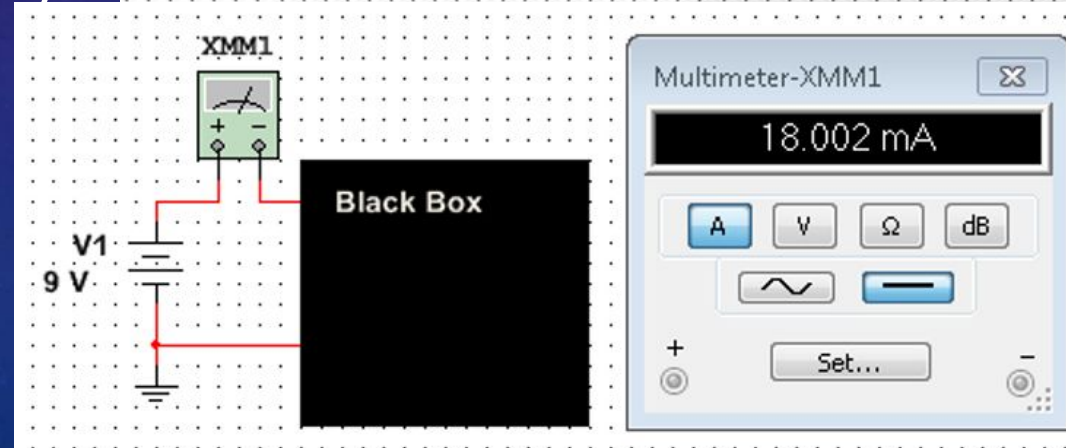 XMM1
+ −
V1
9 V
Black Box
Multimeter-XMM1
18.002 mA
A V Ω dB
+ −
Set...